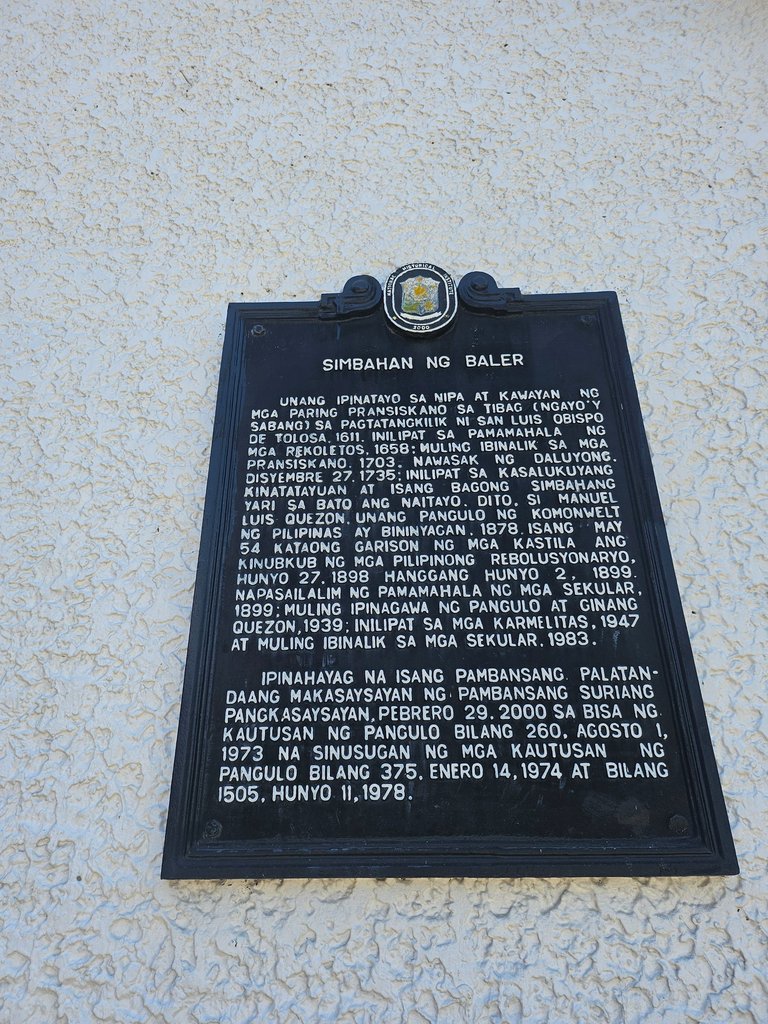 NATIONAL HISTORICAL INSTITUTE
2000
SIMBAHAN NG BALER
UNANG IPINATAYO SA NIPA AT KAWAYAN NG
MGA PARING PRANSISKANO SA TIBAG (NGAYO'Y
SABANG) SA PAGTATANGKILIK NI SAN LUIS OBISPO
DE TOLOSA, 1611. INILIPAT SA PAMAMAHALA NG
MGA REKOLETOS, 1658; MULING IBINALIK SA MGA
PRANSISKANO, 1703. NAWASAK NG DALUYONG,
DISYEMBRE 27, 1735; INILIPAT SA KASALUKUYANG
KINATATAYUAN AT ISANG BAGONG SIMBAHANG
YARI SA BATO ANG NAITAYO. DITO, SI MANUEL
LUIS QUEZON, UNANG PANGULO NG KOMONWELT
NG PILIPINAS AY BININYAGAN, 1878. ISANG MAY
54 KATAONG GARISON NG MGA KASTILA ANG
KINUBKUB NG MGA PILIPINONG REBOLUSYONARYO,
HUNYO 27, 1898 HANGGANG HUNYO 2, 1899.
NAPASAILALIM NG PAMAMAHALA NG MGA SEKULAR,
1899; MULING IPINAGAWA NG PANGULO AT GINANG
QUEZON, 1939; INILIPAT SA MGA KARMELITAS, 1947
AT MULING IBINALIK SA MGA SEKULAR, 1983.
IPINAHAYAG NA ISANG PAMBANSANG PALATAN-
DAANG MAKASAYSAYAN NG PAMBANSANG SURIANG
PANGKASAYSAYAN, PEBRERO 29, 2000 SA BISA NG
KAUTUSAN NG PANGULO BILANG 260, AGOSTO 1,
1973 NA SINUSUGAN NG MGA KAUTUSAN NG
PANGULO BILANG 375, ENERO 14, 1974 AT BILANG
1505, HUNYO 11, 1978.